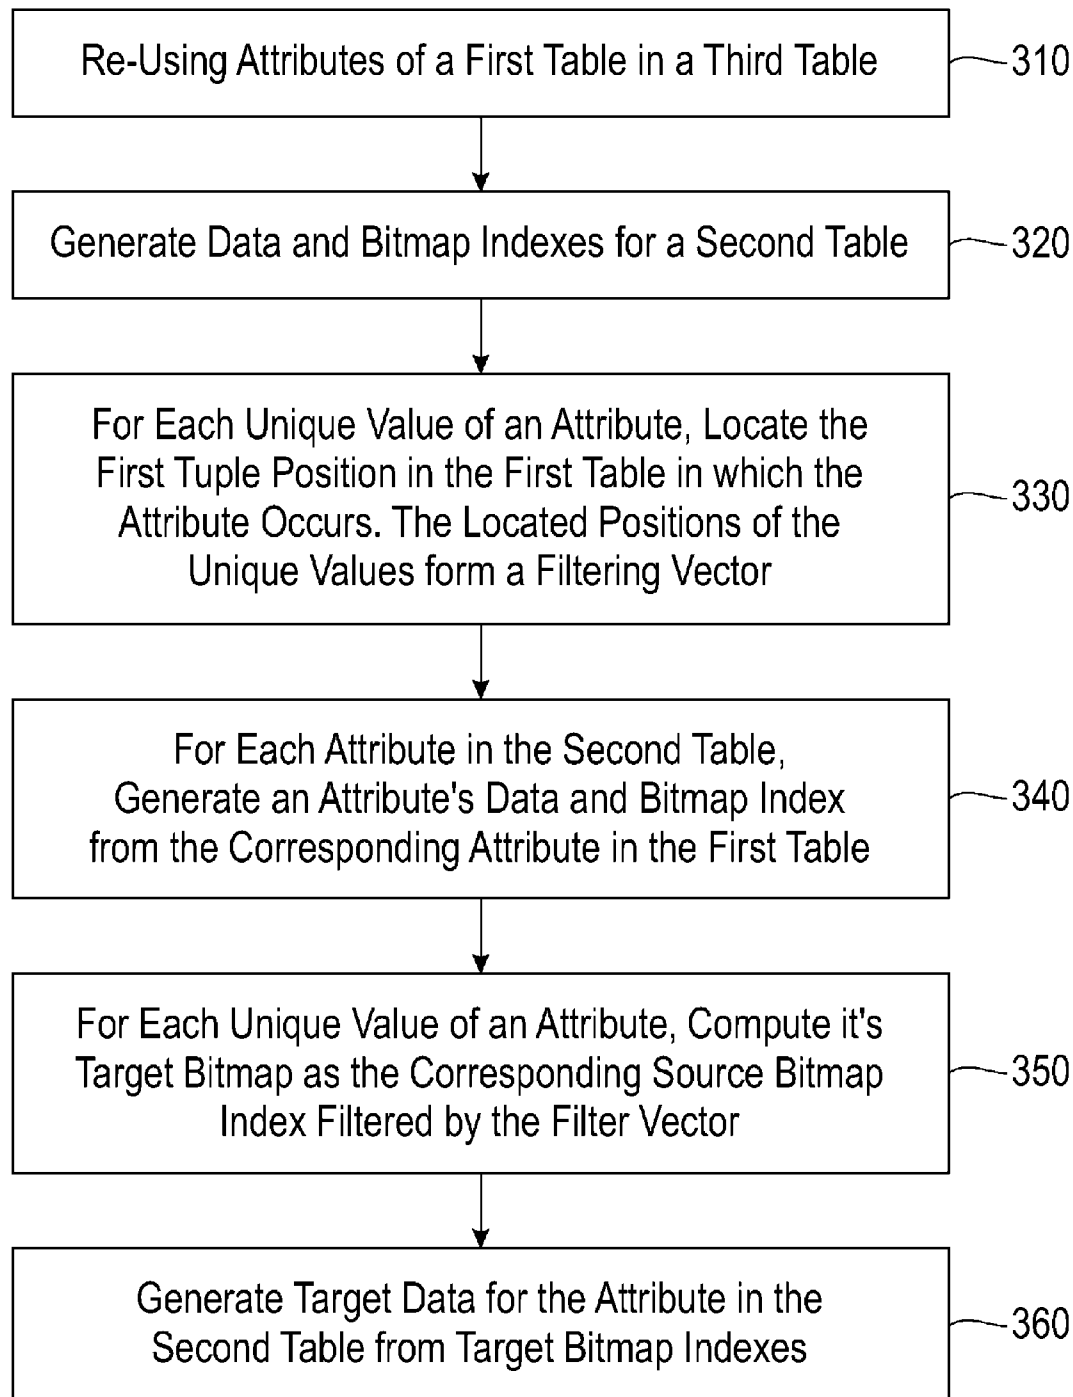 Re-Using Attributes of a First Table in a Third Table
310
Generate Data and Bitmap Indexes for a Second Table
320
For Each Unique Value of an Attribute, Locate the
First Tuple Position in the First Table in which the
Attribute Occurs. The Located Positions of the
Unique Values form a Filtering Vector
330
For Each Attribute in the Second Table,
Generate an Attribute's Data and Bitmap Index
from the Corresponding Attribute in the First Table
340
For Each Unique Value of an Attribute, Compute it's
Target Bitmap as the Corresponding Source Bitmap
Index Filtered by the Filter Vector
350
Generate Target Data for the Attribute in the
Second Table from Target Bitmap Indexes
360